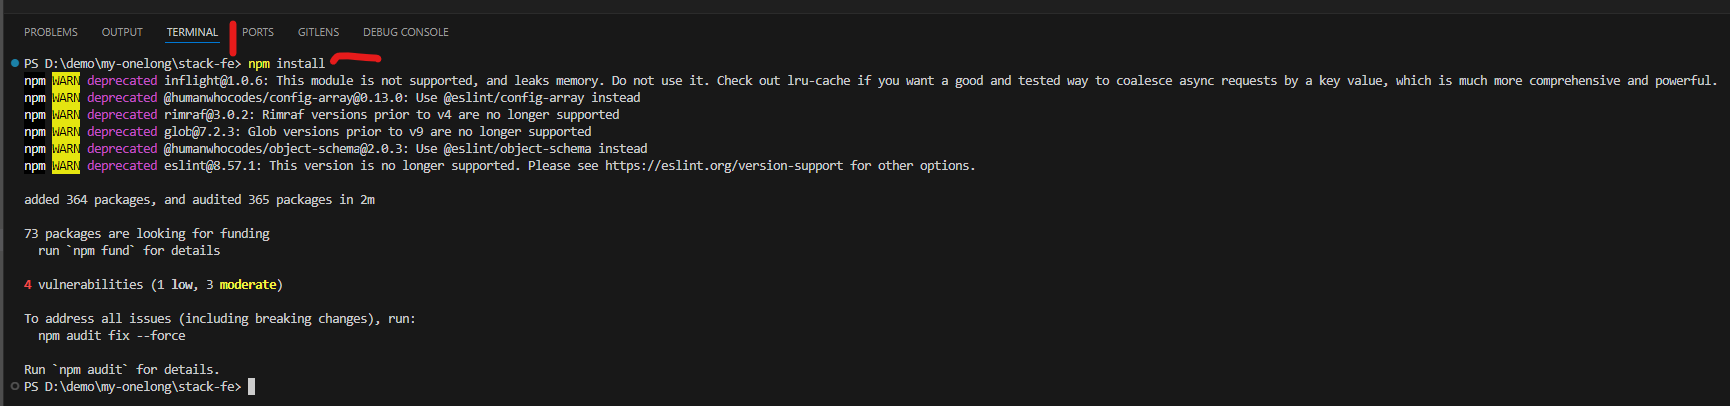 PROBLEMS OUTPUT TERMINAL PORTS GITLENS DEBUG CONSOLE
PS D:\demo\my-onelong\stack-fe> npm install
npm WARN deprecated inflight@1.0.6: This module is not supported, and leaks memory. Do not use it. Check out lru-cache if you want a good and tested way to coalesce async requests by a key value, which is much more comprehensive and powerful.
npm WARN deprecated @humanwhocodes/config-array@0.13.0: Use @eslint/config-array instead
npm WARN deprecated rimraf@3.0.2: Rimraf versions prior to v4 are no longer supported
npm WARN deprecated glob@7.2.3: Glob versions prior to v9 are no longer supported
npm WARN deprecated @humanwhocodes/object-schema@2.0.3: Use @eslint/object-schema instead
npm WARN deprecated eslint@8.57.1: This version is no longer supported. Please see https://eslint.org/version-support for other options.
added 364 packages, and audited 365 packages in 2m
73 packages are looking for funding
run `npm fund` for details
4 vulnerabilities (1 low, 3 moderate)
To address all issues (including breaking changes), run:
npm audit fix --force
Run `npm audit` for details.
PS D:\demo\my-onelong\stack-fe>